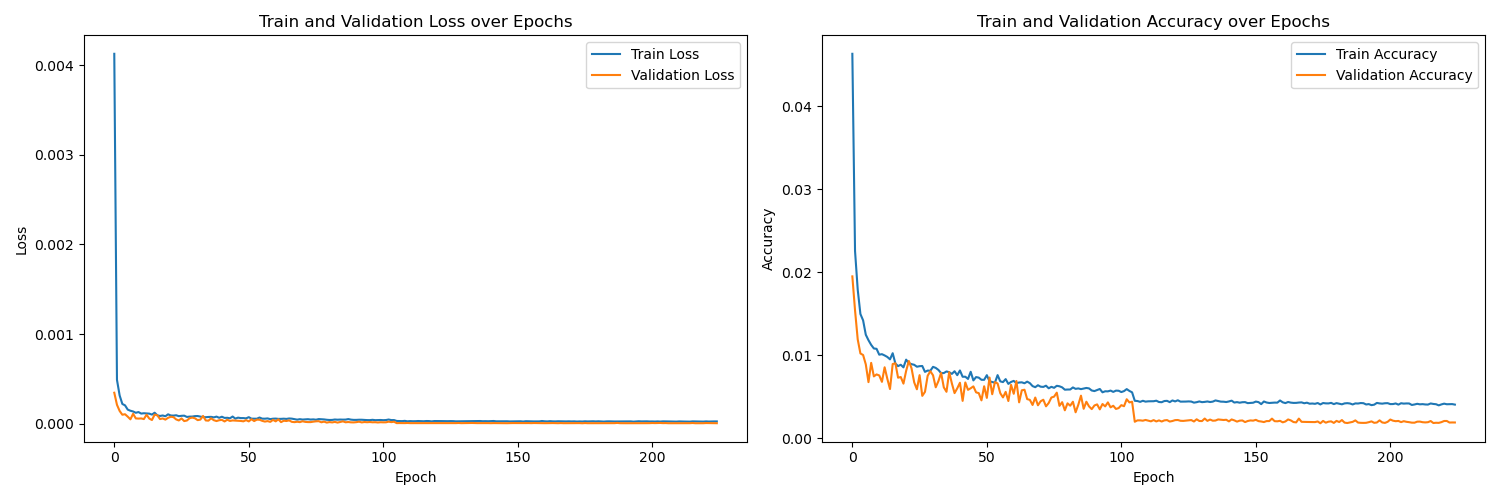 Train and Validation Loss over Epochs
Train Loss
Validation Loss
0.004
0.003
0.002
0.001
0.000
Loss
0
50
100
150
200
Epoch
Train and Validation Accuracy over Epochs
Train Accuracy
Validation Accuracy
0.04
0.03
0.02
0.01
0.00
Accuracy
0
50
100
150
200
Epoch